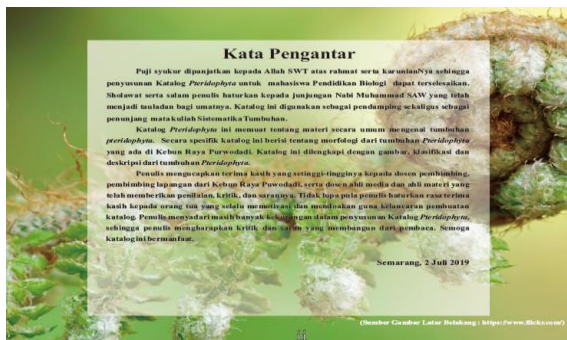 Kata Pengantar
Puji syukur dipanjatkan kepada Allah SWT atas rahmat serta karunianNya sehingga
penyusunan Katalog Pteridophyta untuk mahasiswa Pendidikan Biologi dapat terselesaikan.
Sholawat serta salam penulis haturkan kepada junjungan Nabi Muhammad SAW yang telah
menjadi tauladan bagi umatnya. Katalog ini digunakan sebagai pendamping sekaligus sebagai
penunjang mata kuliah Sistematika Tumbuhan.
Katalog Pteridophyta ini memuat tentang materi secara umum mengenai tumbuhan
pteridophyta. Secara spesifik katalog ini berisi tentang morfologi dari tumbuhan Pteridophyta
yang ada di Kebun Raya Purwodadi. Katalog ini dilengkapi dengan gambar, klasifikasi dan
deskripsi dari tumbuhan Pteridophyta.
Penulis mengucapkan terima kasih yang setinggi-tingginya kepada dosen pembimbing,
pembimbing lapangan dari Kebun Raya Puwodadi, serta dosen ahli media dan ahli materi yang
telah memberikan penilaian, kritik, dan sarannya. Tidak lupa pula penulis haturkan rasa terima
kasih kepada orang tua yang selalu memotivasi dan mendoakan guna kelancaran pembuatan
katalog. Penulis menyadari masih banyak kekurangan dalam penyusunan Katalog Pteridophyta,
sehingga penulis mengharapkan kritik dan saran yang membangun dari pembaca. Semoga
katalog ini bermanfaat.
Semarang, 2 Juli 2019
(Sumber Gambar Latar Belakang : https://www.flickr.com/)